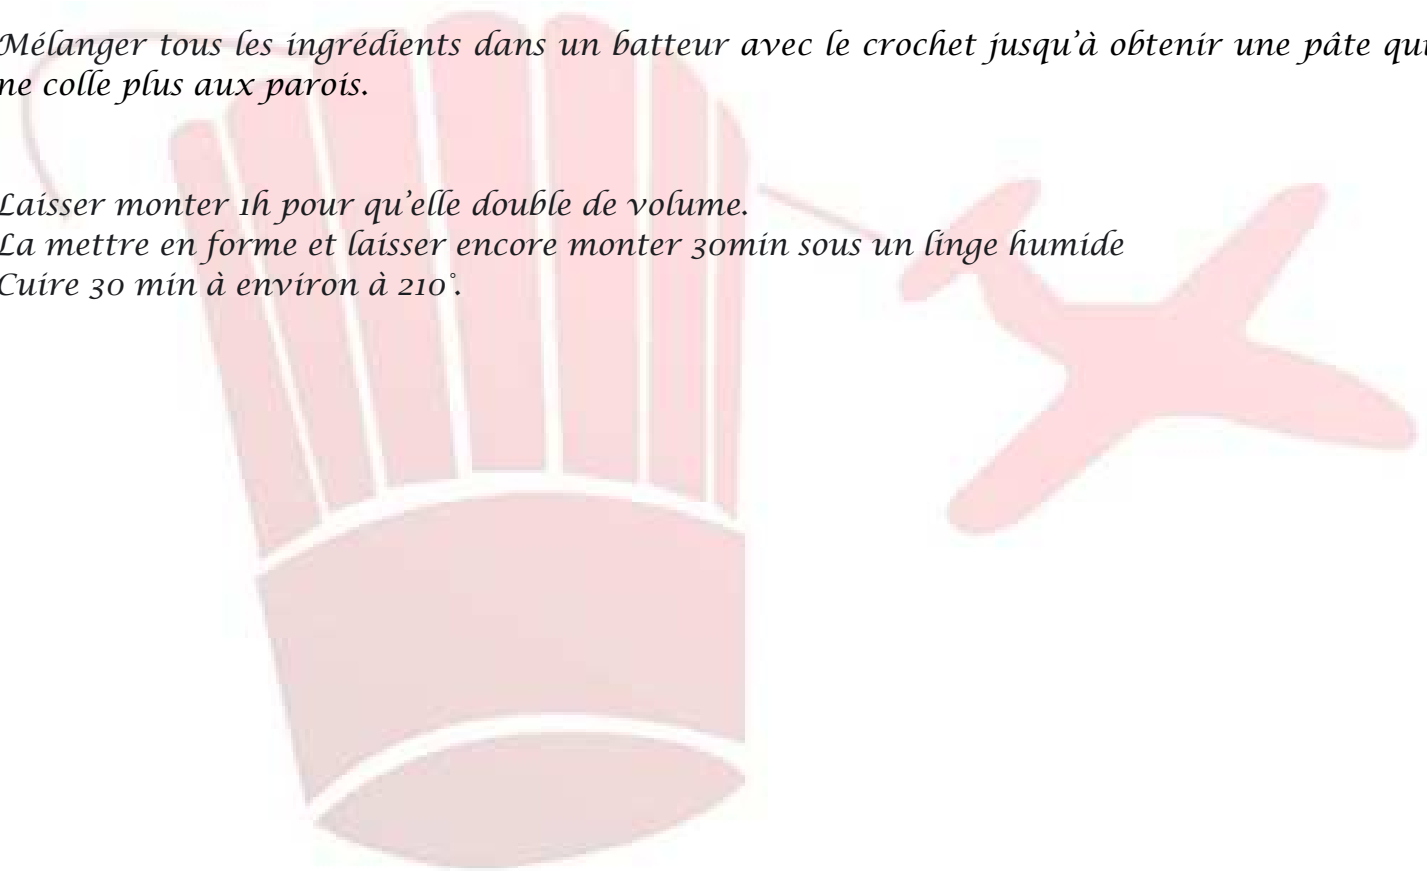 Mélanger tous les ingrédients dans un batteur avec le crochet jusqu'à obtenir une pâte qui
ne colle plus aux parois.
Laisser monter 1h pour qu'elle double de volume.
La mettre en forme et laisser encore monter 30min sous un linge humide
Cuire 30 min à environ à 210°.